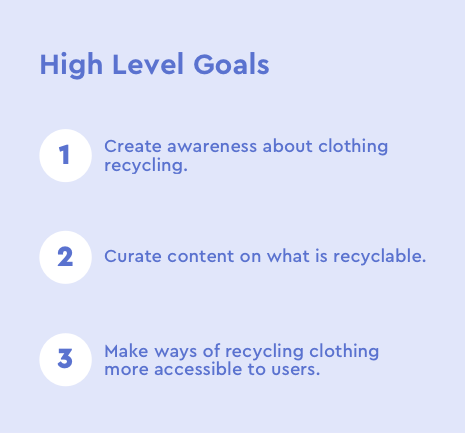 High Level Goals
1
Create awareness about clothing
recycling.
2
Curate content on what is recyclable.
3
Make ways of recycling clothing
more accessible to users.